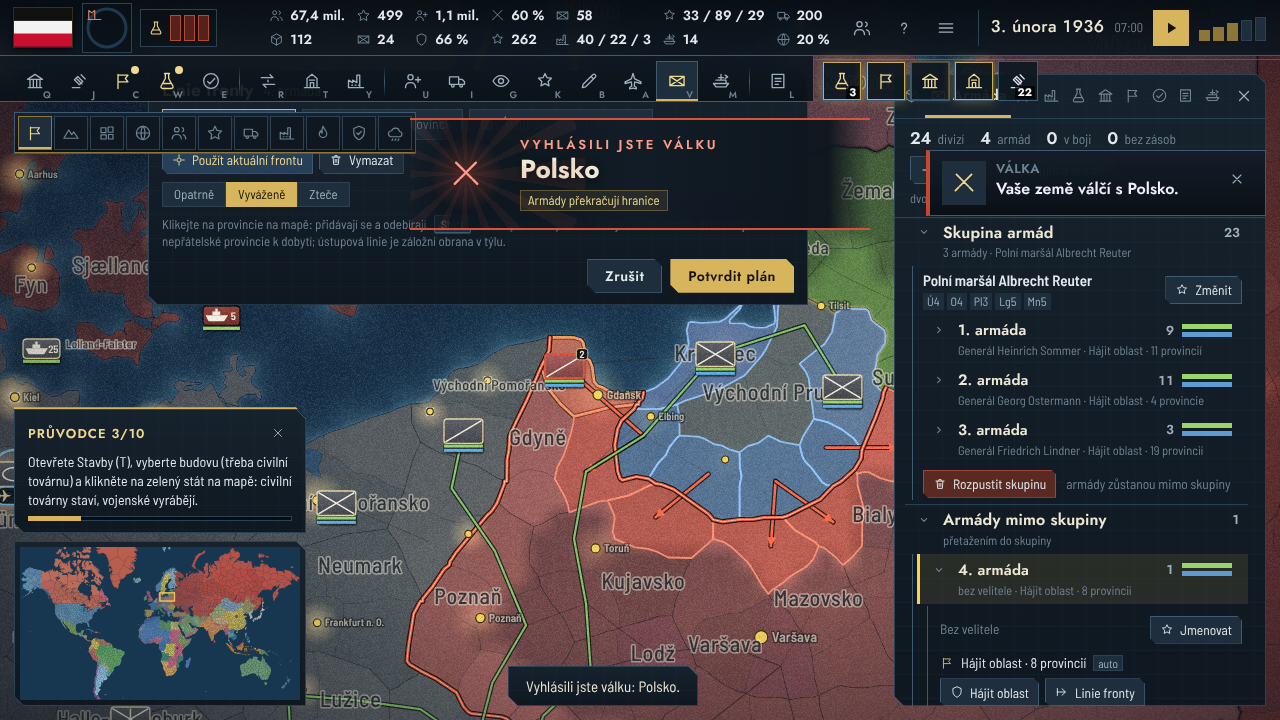 67,4 mil. 499 1,1 mil. 60 % 58 33 / 89 / 29 200
112 24 66 % 262 40 / 22 / 3 14 20 %
? 3. února 1936 07:00
Q J C W E R T Y U I G K B A V M L
3 22
VYHLÁSILI JSTE VÁLKU
Polsko
Armády překračují hranice
Použít aktuální frontu Vymazat
Opatrně Vyváženě Zteče
Klikejte na provincie na mapě: přidávají se a odebírají.
nepřátelské provincie k dobytí; ústupová linie je záložní obrana v týlu.
Zrušit Potvrdit plán
24 divizí 4 armád 0 v boji 0 bez zásob
VÁLKA
Vaše země válčí s Polsko.
Skupina armád 23
3 armády · Polní maršál Albrecht Reuter
Polní maršál Albrecht Reuter
Změnit
Ú4 O4 Pl3 Lg5 Mn5
1. armáda 9
Generál Heinrich Sommer · Hájit oblast · 11 provincií
2. armáda 11
Generál Georg Ostermann · Hájit oblast · 4 provincie
3. armáda 3
Generál Friedrich Lindner · Hájit oblast · 19 provincií
Rozpustit skupinu armády zůstanou mimo skupiny
Armády mimo skupiny 1
přetažením do skupiny
4. armáda 1
bez velitele · Hájit oblast · 8 provincií
Bez velitele Jmenovat
Hájit oblast · 8 provincií auto
Hájit oblast Linie fronty
PRŮVODCE 3/10
Otevřete Stavby (T), vyberte budovu (třeba civilní
továrnu) a klikněte na zelený stát na mapě: civilní
továrny staví, vojenské vyrábějí.
Aarhus
Sjælland
Fyn
5
25
Lolland-Falster
Kiel
Tilsit
2
Gdaňsk
Elbing
Gdyně
Neumark
Poznaň
Poznaň
Frankfurt n. O.
Toruň
Kujavsko
Mazovsko
Varšava
Varšava
Lodž
Lužice
Vyhlásili jste válku: Polsko.